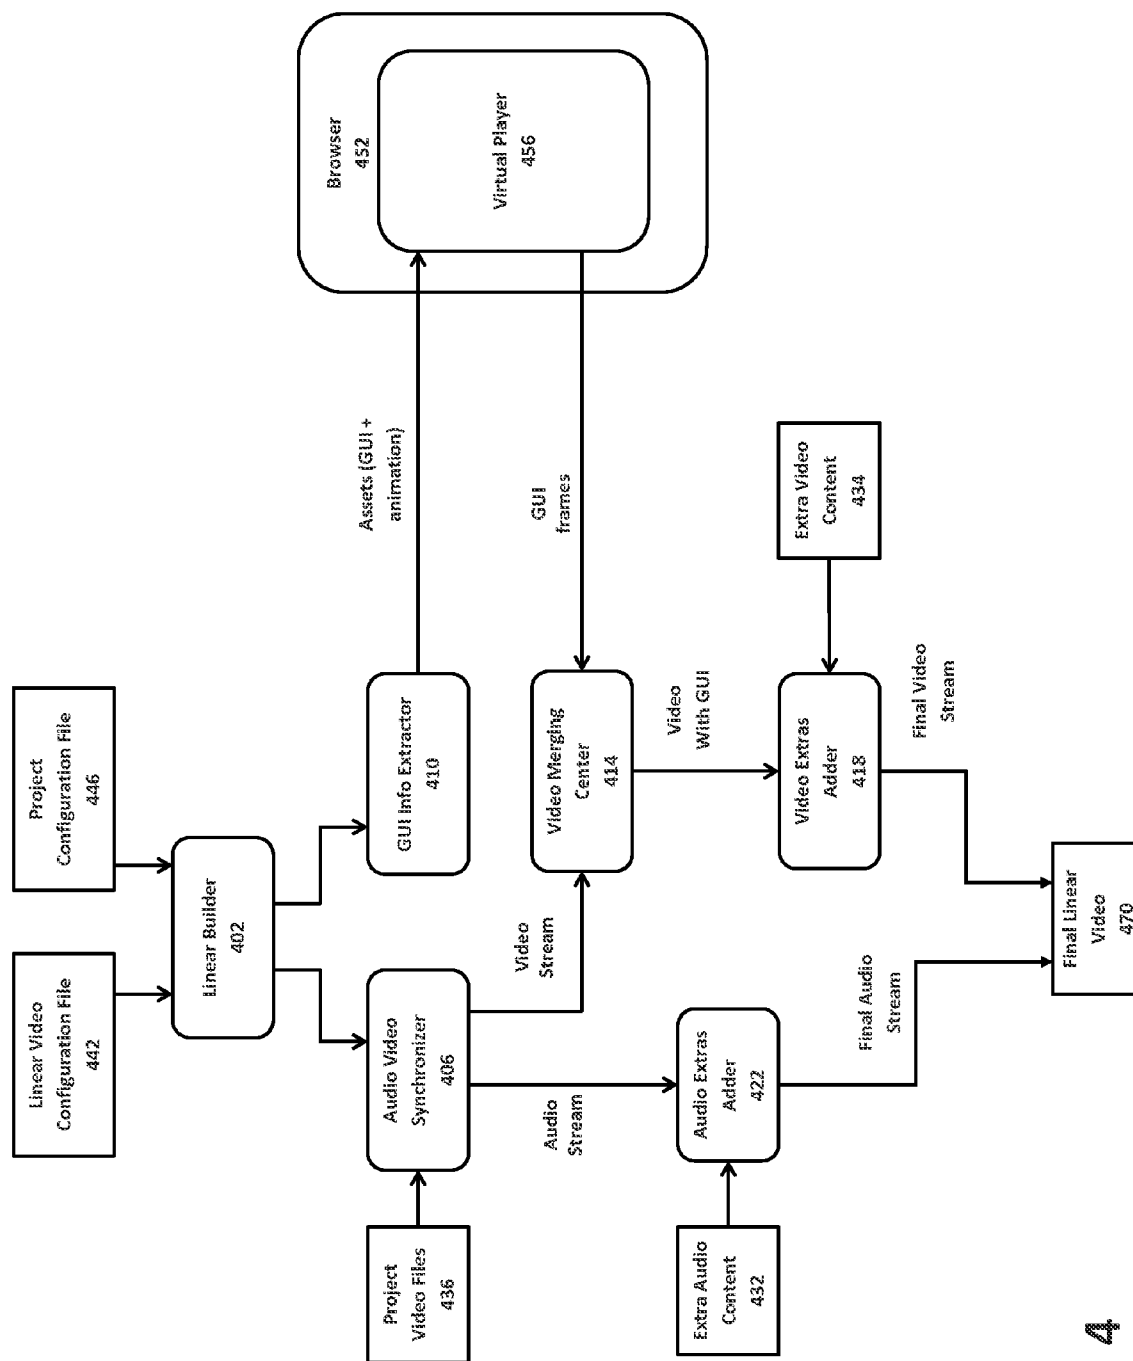 Linear Video
Configuration File
442
Project
Configuration File
446
Linear Builder
402
Project
Video Files
436
Audio Video
Synchronizer
406
GUI Info Extractor
410
Assets (GUI +
animation)
Browser
452
Virtual Player
456
Audio
Stream
Video
Stream
Video Merging
Center
414
GUI
frames
Extra Audio
Content
432
Audio Extras
Adder
422
Video
With GUI
Video Extras
Adder
418
Extra Video
Content
434
Final Audio
Stream
Final Video
Stream
Final Linear
Video
470
4